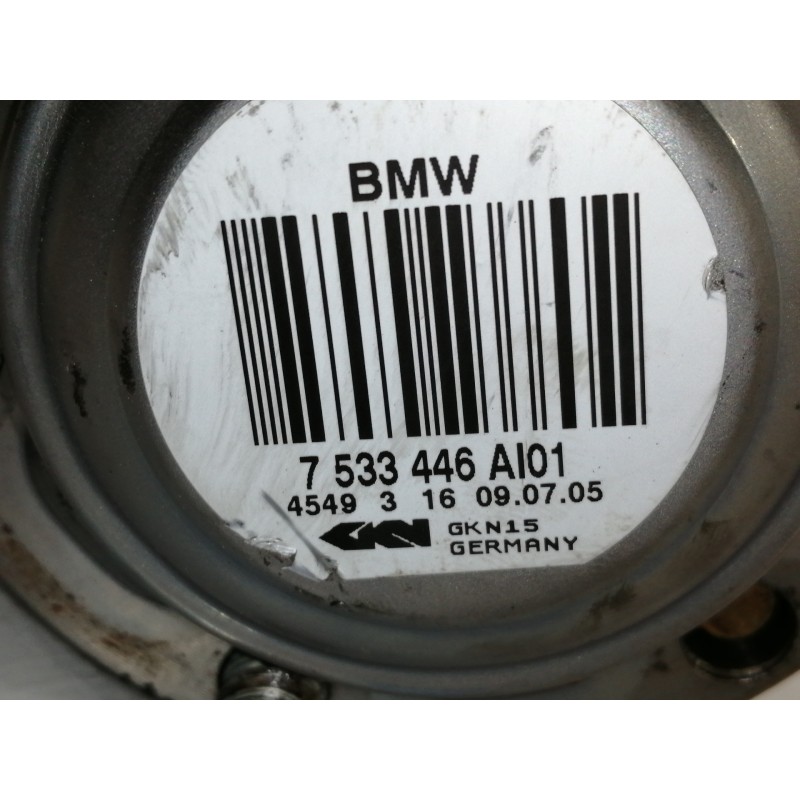 BMW
7 533 446 AI01
4549 3 16 09.07.05
GKN GKN15
GERMANY